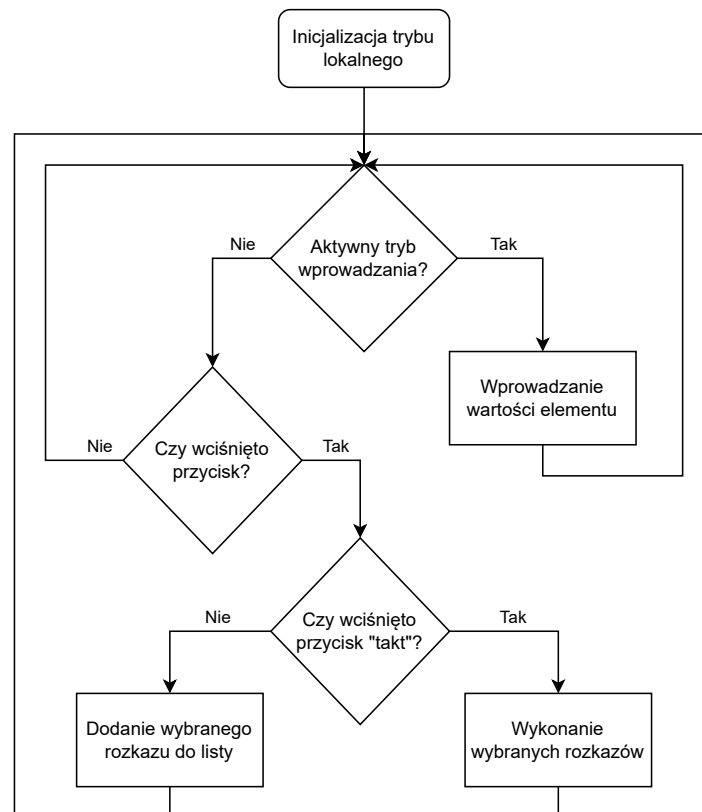 Inicjalizacja trybu
lokalnego
Aktywny tryb
wprowadzania?
Nie
Tak
Wprowadzanie
wartości elementu
Czy wciśnięto
przycisk?
Nie
Tak
Czy wciśnięto
przycisk "takt"?
Nie
Tak
Dodanie wybranego
rozkazu do listy
Wykonanie
wybranych rozkazów